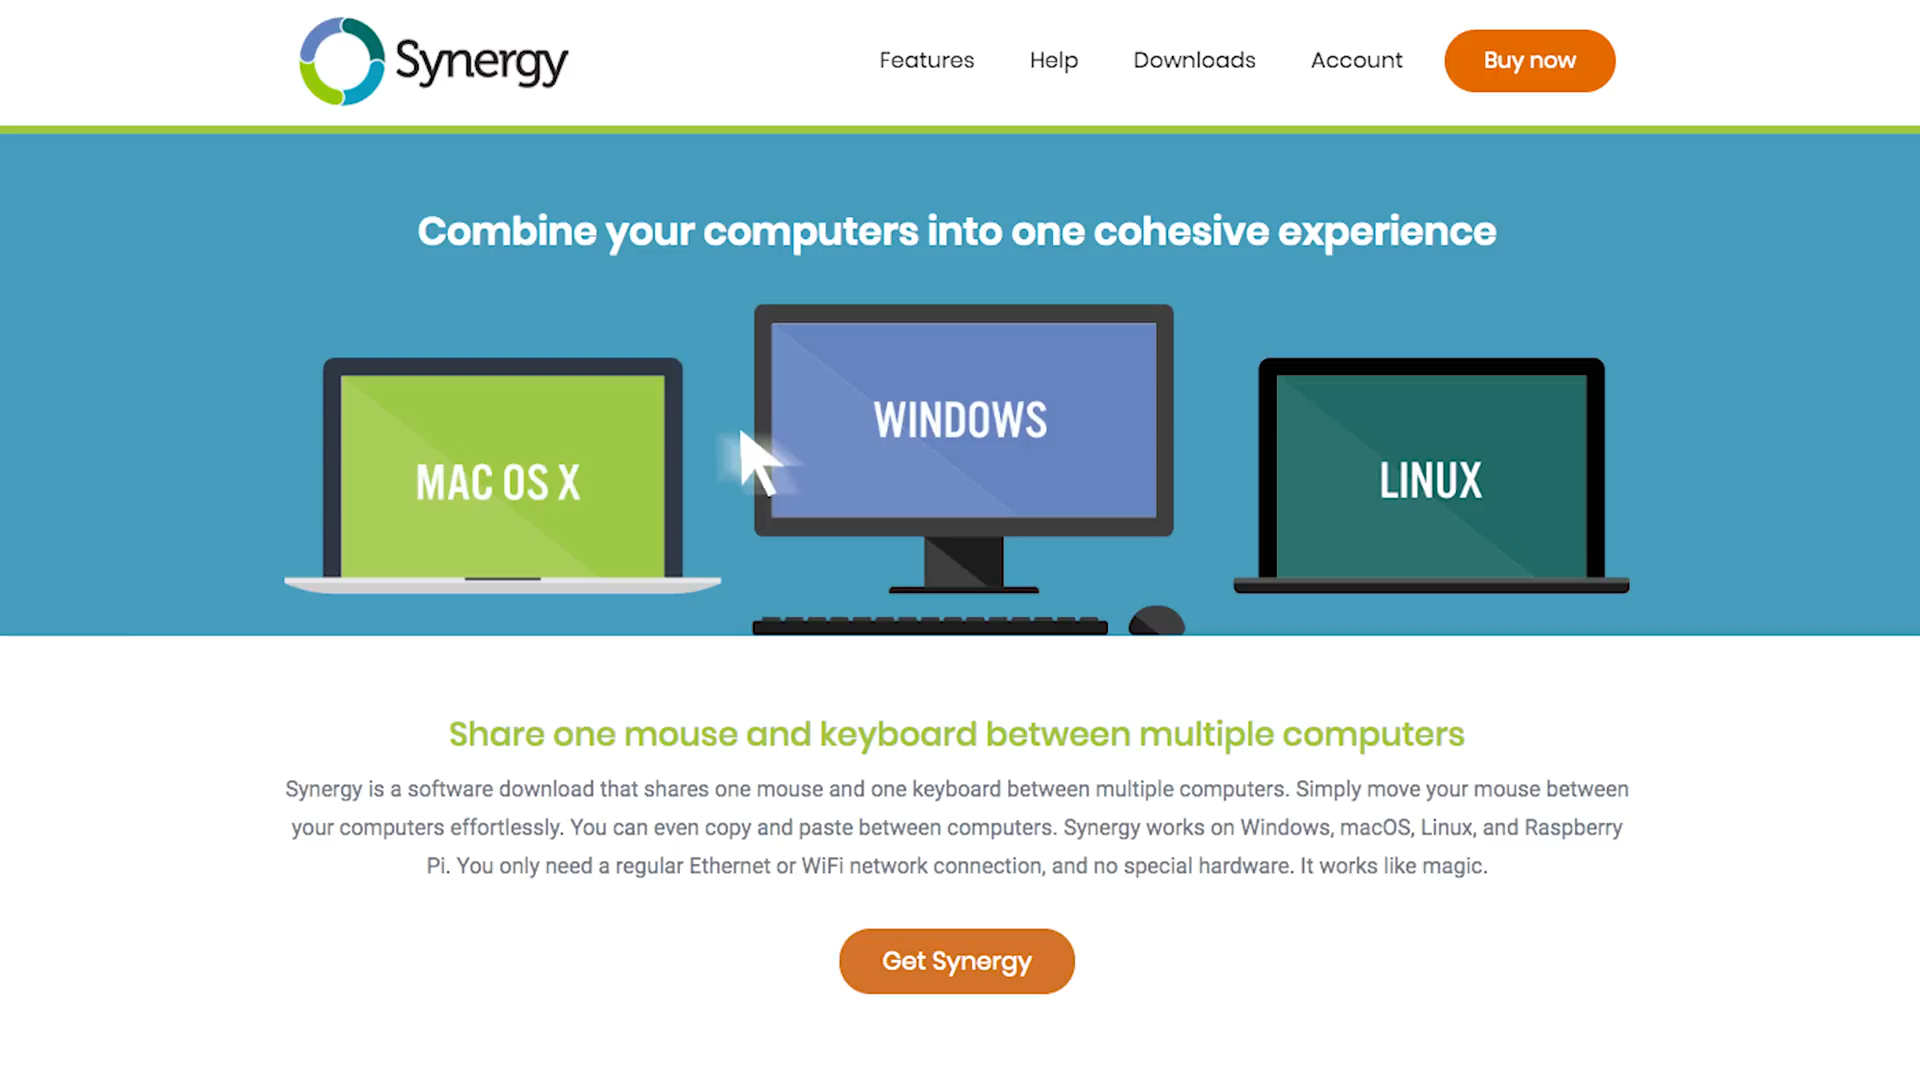 Synergy
Features Help Downloads Account Buy now
Combine your computers into one cohesive experience
MAC OS X
WINDOWS
LINUX
Share one mouse and keyboard between multiple computers
Synergy is a software download that shares one mouse and one keyboard between multiple computers. Simply move your mouse between
your computers effortlessly. You can even copy and paste between computers. Synergy works on Windows, macOS, Linux, and Raspberry
Pi. You only need a regular Ethernet or WiFi network connection, and no special hardware. It works like magic.
Get Synergy